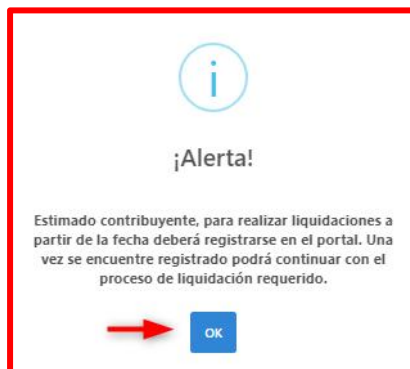 i
¡Alerta!
Estimado contribuyente, para realizar liquidaciones a
partir de la fecha deberá registrarse en el portal. Una
vez se encuentre registrado podrá continuar con el
proceso de liquidación requerido.
OK